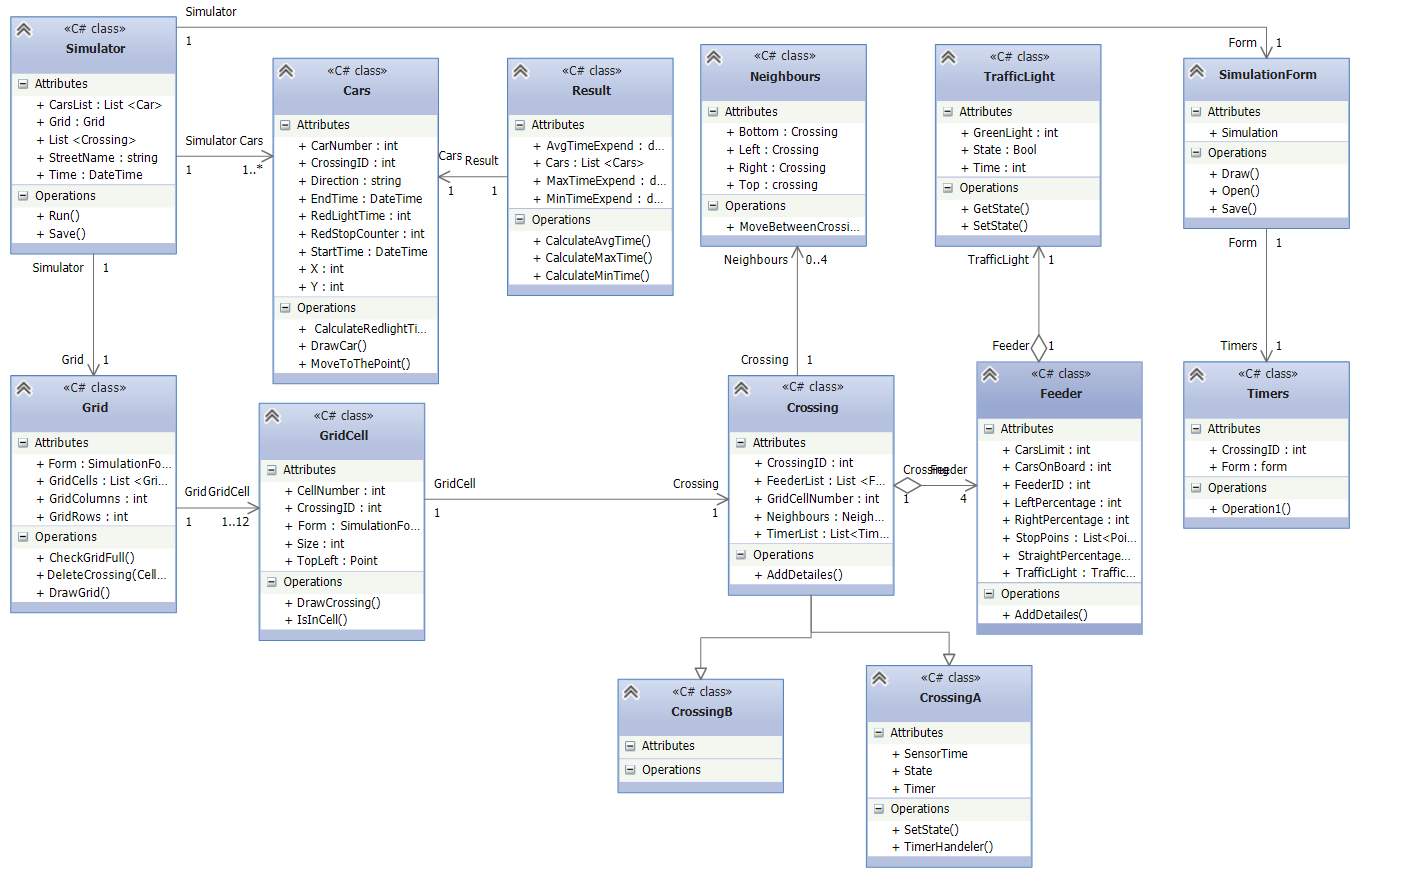 Simulator
1
Form
1
«C# class»
Simulator
Attributes
+ CarsList : List <Car>
+ Grid : Grid
+ List <Crossing>
+ StreetName : string
+ Time : DateTime
Operations
+ Run()
+ Save()
Simulator
1
Cars
1..*
Simulator
1
Grid
1
«C# class»
Cars
Attributes
+ CarNumber : int
+ CrossingID : int
+ Direction : string
+ EndTime : DateTime
+ RedLightTime : int
+ RedStopCounter : int
+ StartTime : DateTime
+ X : int
+ Y : int
Operations
+ CalculateRedlightTi...
+ DrawCar()
+ MoveToThePoint()
Cars
1
Result
1
«C# class»
Result
Attributes
+ AvgTimeExpend : d...
+ Cars : List <Cars>
+ MaxTimeExpend : d...
+ MinTimeExpend : d...
Operations
+ CalculateAvgTime()
+ CalculateMaxTime()
+ CalculateMinTime()
«C# class»
Neighbours
Attributes
+ Bottom : Crossing
+ Left : Crossing
+ Right : Crossing
+ Top : crossing
Operations
+ MoveBetweenCrossi...
Neighbours
0..4
Crossing
1
«C# class»
TrafficLight
Attributes
+ GreenLight : int
+ State : Bool
+ Time : int
Operations
+ GetState()
+ SetState()
TrafficLight
1
Feeder
1
«C# class»
SimulationForm
Attributes
+ Simulation
Operations
+ Draw()
+ Open()
+ Save()
Form
1
Timers
1
«C# class»
Grid
Attributes
+ Form : SimulationFo...
+ GridCells : List <Gri...
+ GridColumns : int
+ GridRows : int
Operations
+ CheckGridFull()
+ DeleteCrossing(Cell...
+ DrawGrid()
Grid
1
GridCell
1..12
«C# class»
GridCell
Attributes
+ CellNumber : int
+ CrossingID : int
+ Form : SimulationFo...
+ Size : int
+ TopLeft : Point
Operations
+ DrawCrossing()
+ IsInCell()
GridCell
1
Crossing
1
«C# class»
Crossing
Attributes
+ CrossingID : int
+ FeederList : List <F...
+ GridCellNumber : int
+ Neighbours : Neigh...
+ TimerList : List<Tim...
Operations
+ AddDetailes()
Crossing
1
Feeder
4
«C# class»
Feeder
Attributes
+ CarsLimit : int
+ CarsOnBoard : int
+ FeederID : int
+ LeftPercentage : int
+ RightPercentage : int
+ StopPoins : List<Poi...
+ StraightPercentage...
+ TrafficLight : Traffic...
Operations
+ AddDetailes()
«C# class»
Timers
Attributes
+ CrossingID : int
+ Form : form
Operations
+ Operation1()
«C# class»
CrossingB
Attributes
Operations
«C# class»
CrossingA
Attributes
+ SensorTime
+ State
+ Timer
Operations
+ SetState()
+ TimerHandeler()